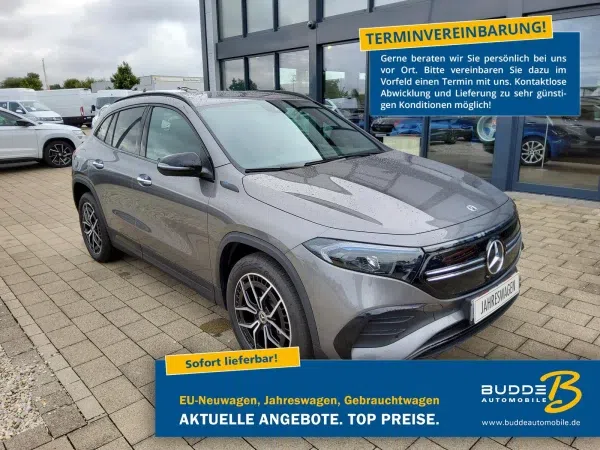 TERMINVEREINBARUNG!
Gerne beraten wir Sie persönlich bei uns
vor Ort. Bitte vereinbaren Sie dazu im
Vorfeld einen Termin mit uns. Kontaktlose
Abwicklung und Lieferung zu sehr günsti-
gen Konditionen möglich!
JAHRESWAGEN
Sofort lieferbar!
EU-Neuwagen, Jahreswagen, Gebrauchtwagen
AKTUELLE ANGEBOTE. TOP PREISE.
BUDDE
AUTOMOBILE
B
www.buddeautomobile.de